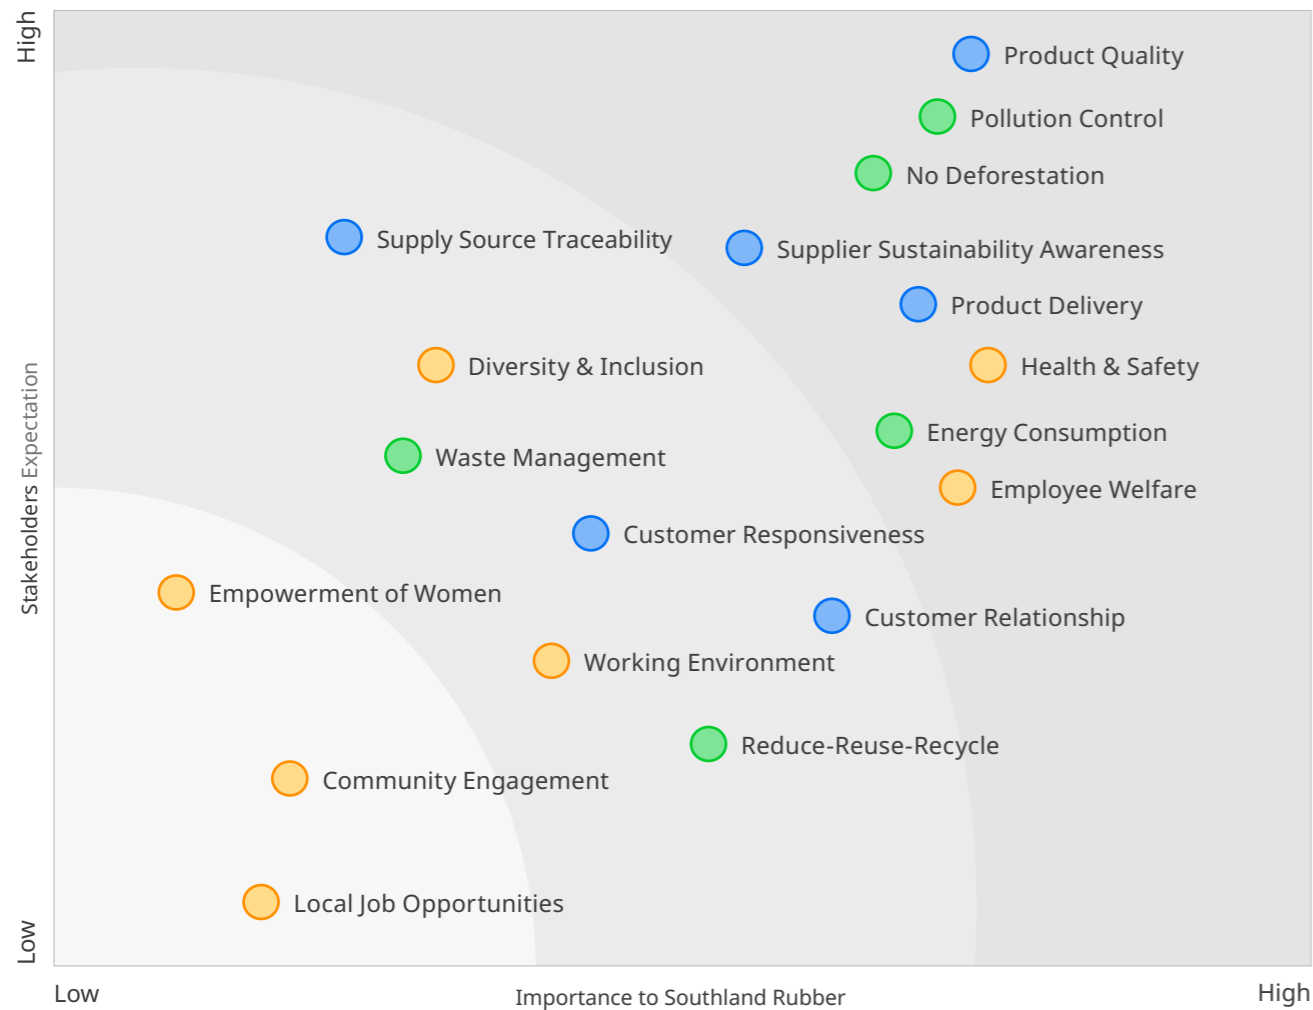 High
Product Quality
Pollution Control
No Deforestation
Supply Source Traceability
Supplier Sustainability Awareness
Product Delivery
Diversity & Inclusion
Health & Safety
Energy Consumption
Waste Management
Employee Welfare
Stakeholders Expectation
Customer Responsiveness
Empowerment of Women
Customer Relationship
Working Environment
Reduce-Reuse-Recycle
Community Engagement
Local Job Opportunities
Low
Low
Importance to Southland Rubber
High